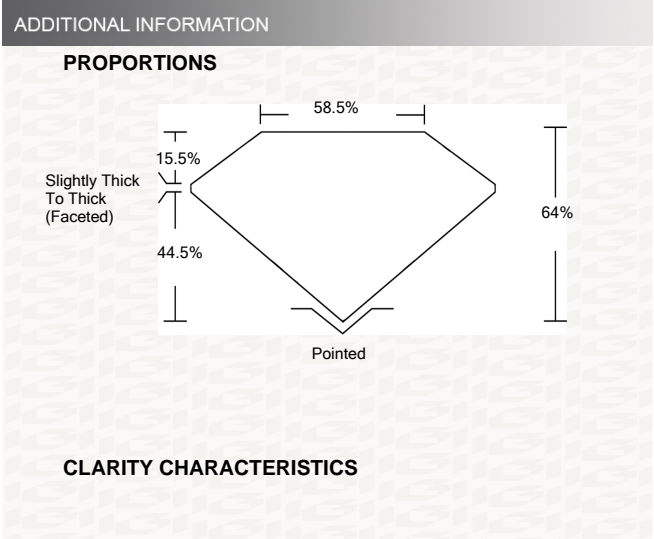 ADDITIONAL INFORMATION
PROPORTIONS
58.5%
15.5%
Slightly Thick
To Thick
(Faceted)
64%
44.5%
Pointed
CLARITY CHARACTERISTICS